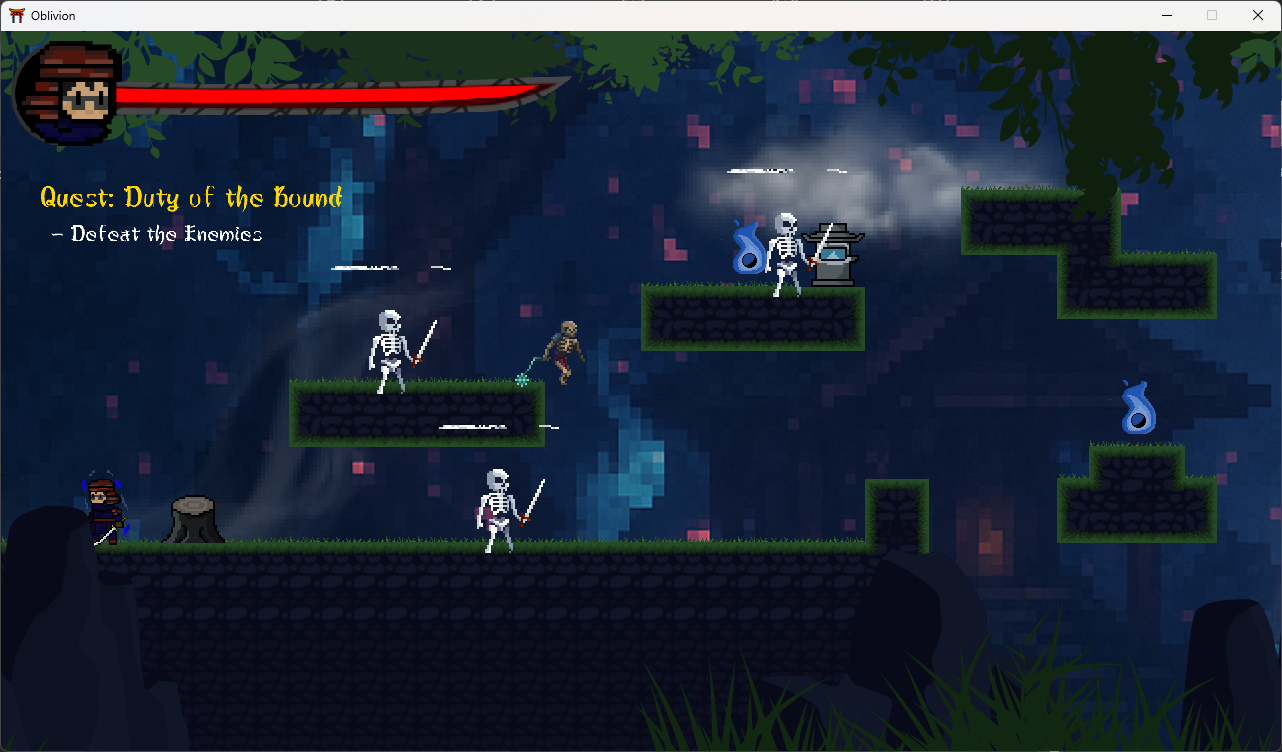 Oblivion
Quest: Duty of the Bound
- Defeat the Enemies